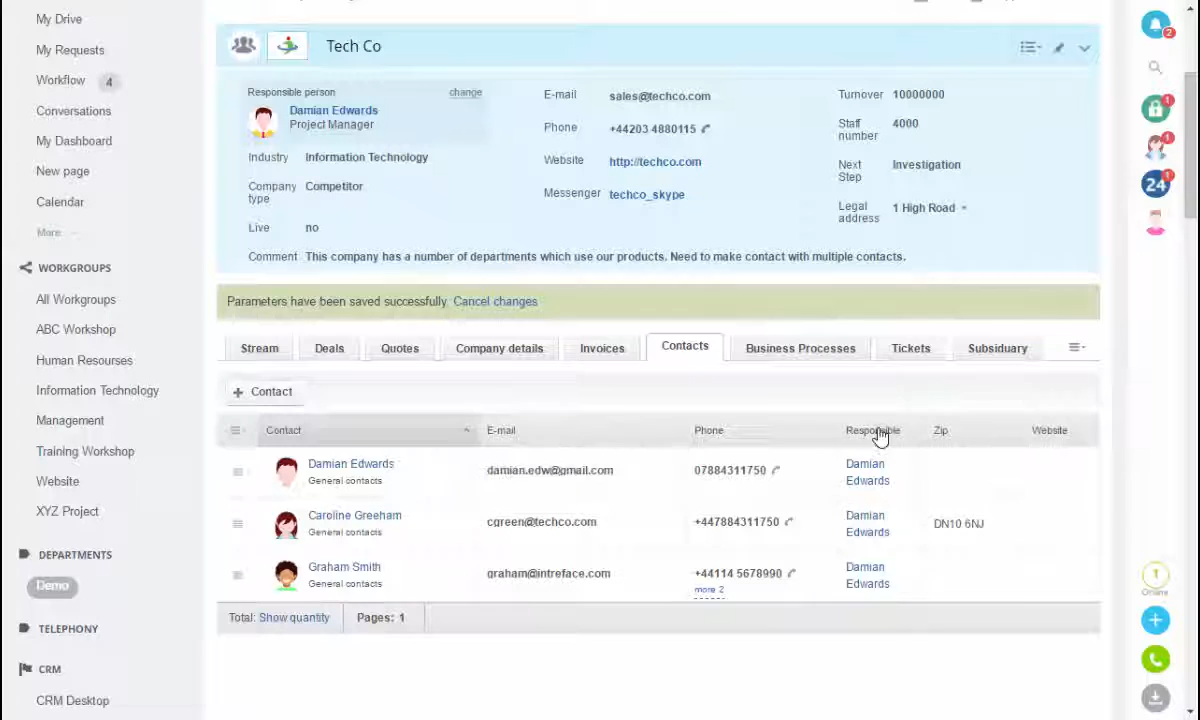 My Drive
My Requests
Workflow 4
Conversations
My Dashboard
New page
Calendar
More
WORKGROUPS
All Workgroups
ABC Workshop
Human Resourses
Information Technology
Management
Training Workshop
Website
XYZ Project
DEPARTMENTS
Demo
TELEPHONY
CRM
CRM Desktop
Tech Co
Responsible person change
Damian Edwards
Project Manager
Industry Information Technology
Company type Competitor
Live no
E-mail sales@techco.com
Phone +44203 4880115
Website http://techco.com
Messenger techco_skype
Turnover 10000000
Staff number 4000
Next Step Investigation
Legal address 1 High Road
Comment This company has a number of departments which use our products. Need to make contact with multiple contacts.
Parameters have been saved successfully. Cancel changes
Stream Deals Quotes Company details Invoices Contacts Business Processes Tickets Subsiduary
+ Contact
Contact E-mail Phone Responsible Zip Website
Damian Edwards damian.edw@gmail.com 07884311750 Damian Edwards
General contacts
Caroline Greeham cgreen@techco.com +447884311750 Damian Edwards DN10 6NJ
General contacts
Graham Smith graham@intreface.com +44114 5678990 Damian Edwards
General contacts more 2
Total: Show quantity Pages: 1
2
1
1
24 1
1
Online